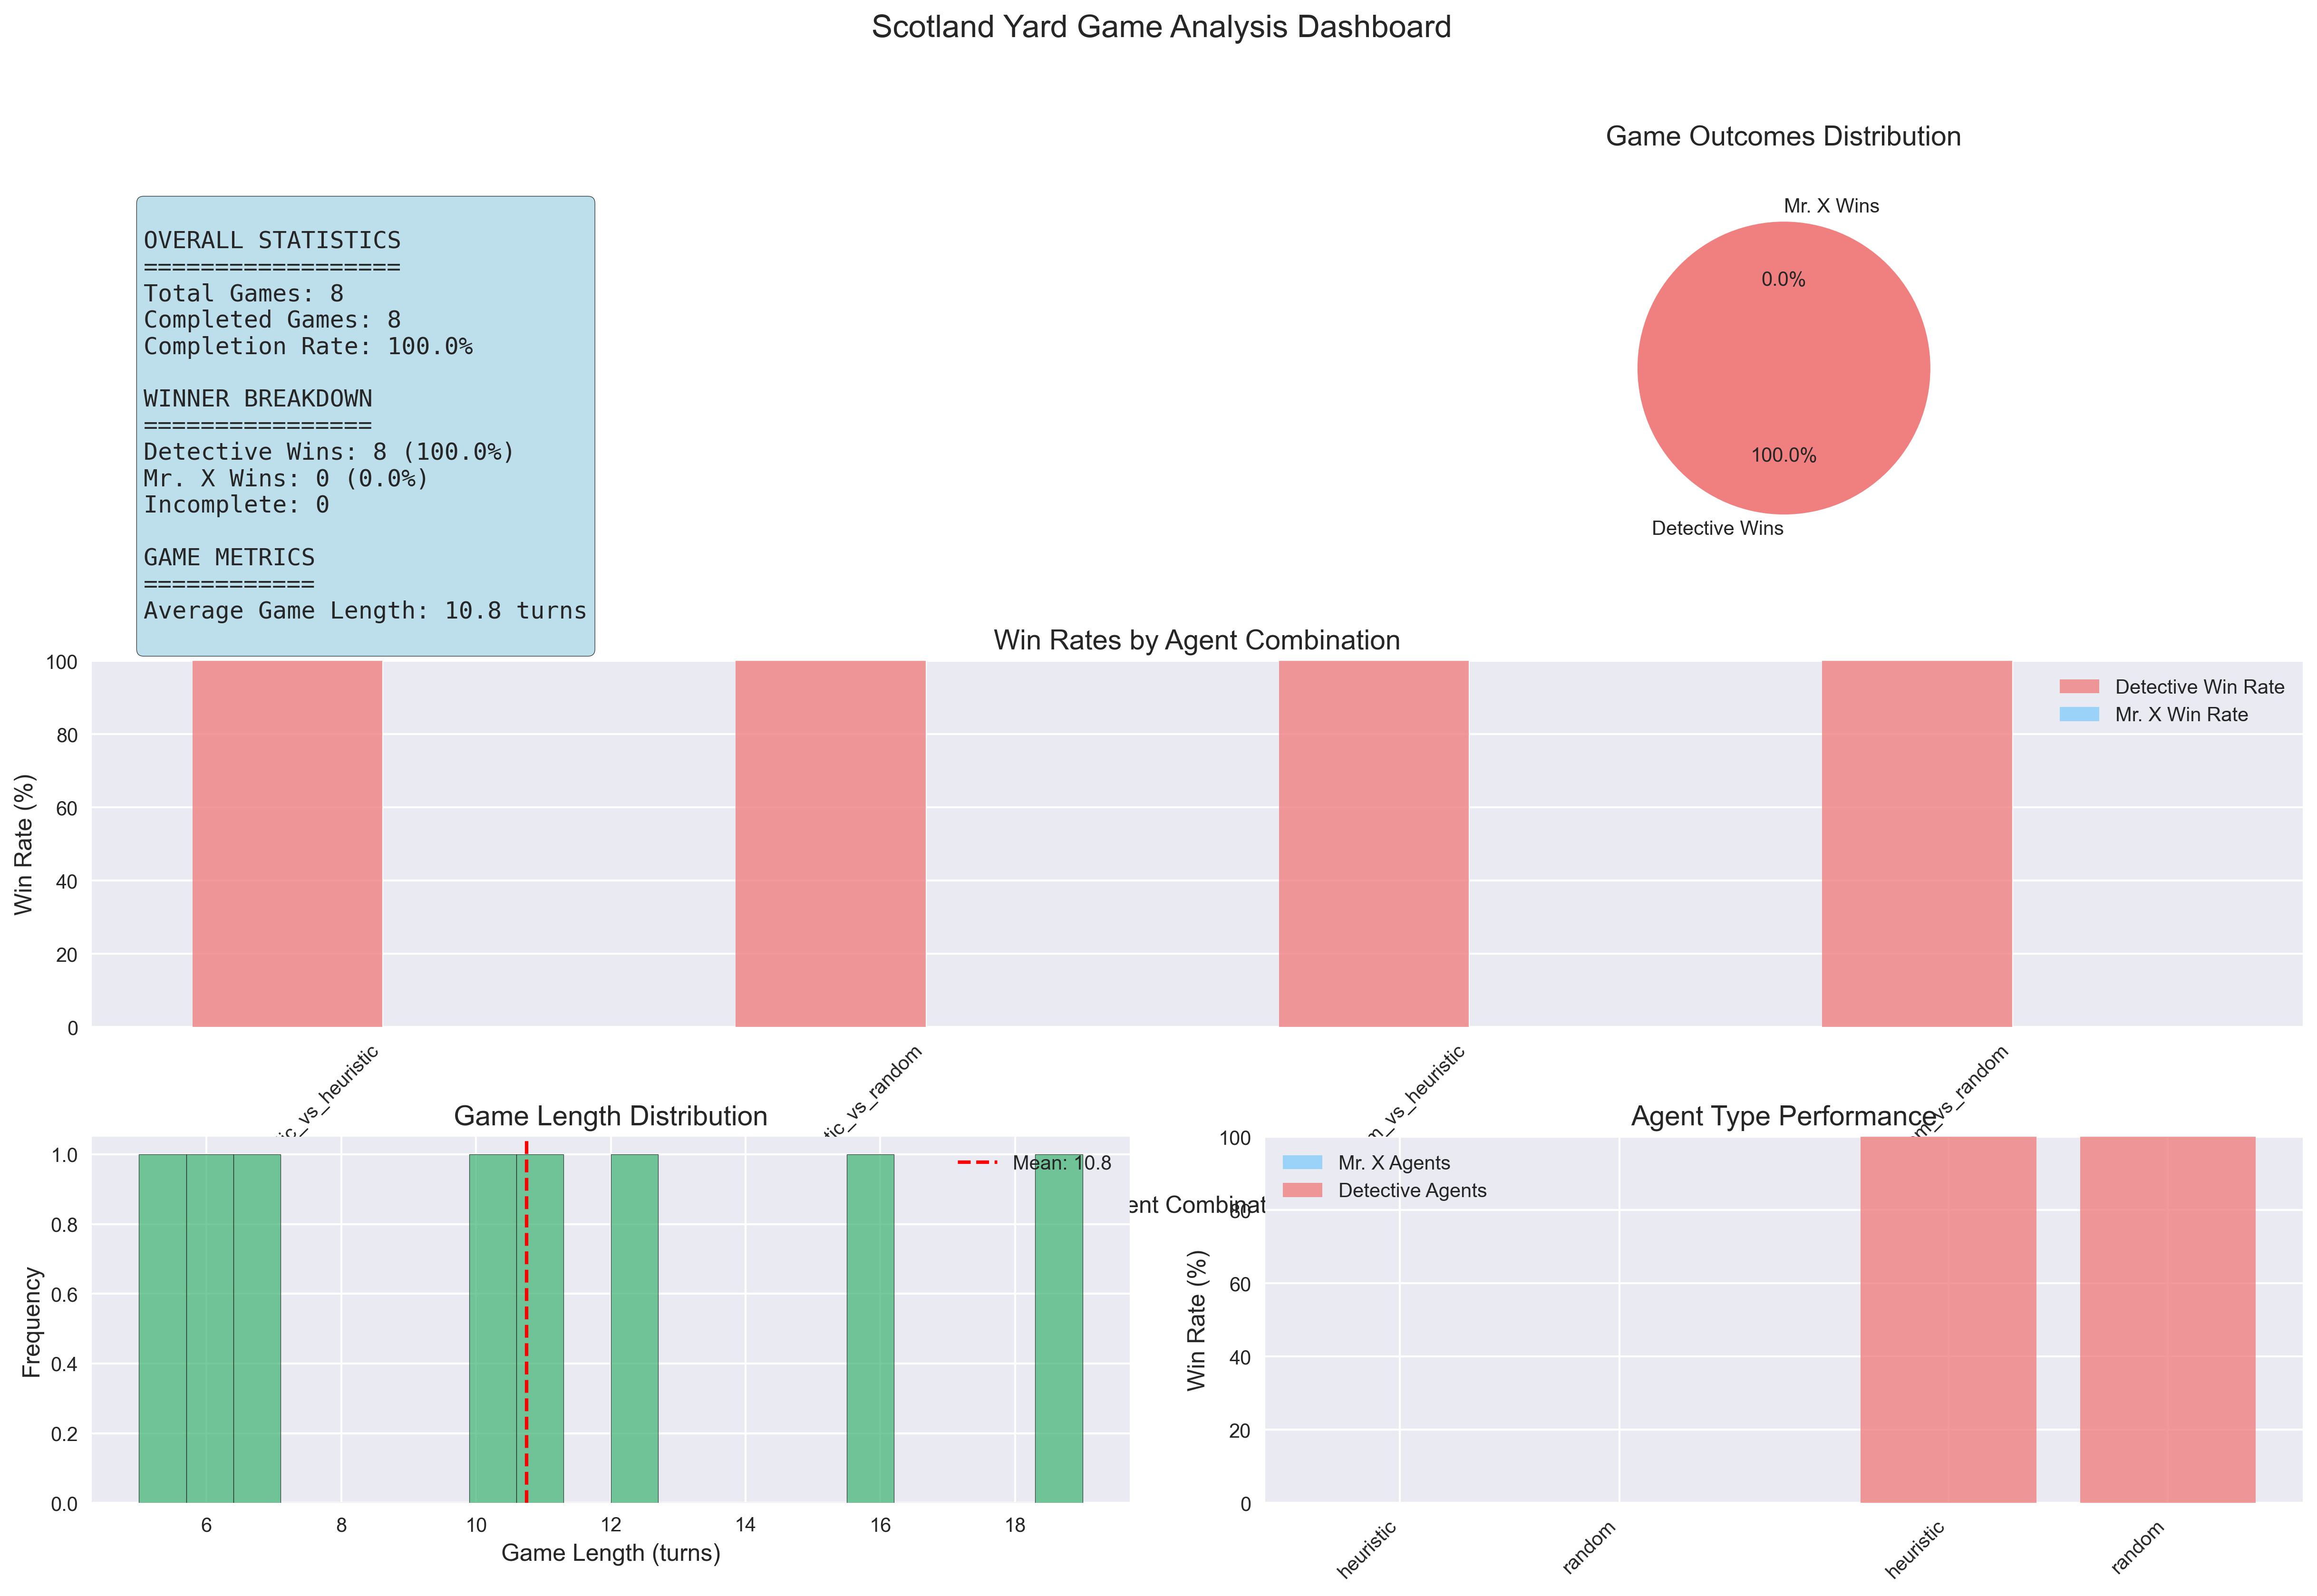 Scotland Yard Game Analysis Dashboard
OVERALL STATISTICS
==================
Total Games: 8
Completed Games: 8
Completion Rate: 100.0%
WINNER BREAKDOWN
================
Detective Wins: 8 (100.0%)
Mr. X Wins: 0 (0.0%)
Incomplete: 0
GAME METRICS
============
Average Game Length: 10.8 turns
Game Outcomes Distribution
Mr. X Wins
0.0%
100.0%
Detective Wins
Win Rates by Agent Combination
Win Rate (%)
100
80
60
40
20
0
Detective Win Rate
Mr. X Win Rate
ic_vs_heuristic
tic_vs_random
m_vs_heuristic
om_vs_random
ent Combinat
Game Length Distribution
Frequency
1.0
0.8
0.6
0.4
0.2
0.0
Mean: 10.8
6
8
10
12
14
16
18
Game Length (turns)
Agent Type Performance
Win Rate (%)
100
80
60
40
20
0
Mr. X Agents
Detective Agents
heuristic
random
heuristic
random